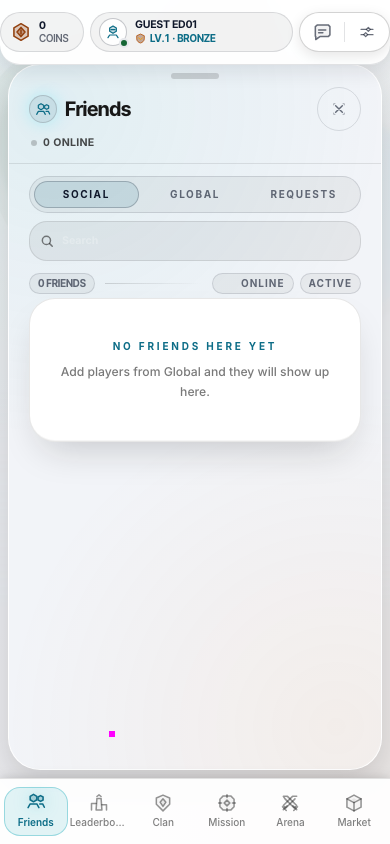 0
COINS
GUEST ED01
LV.1 · BRONZE
Friends
0 ONLINE
SOCIAL
GLOBAL
REQUESTS
Search
0 FRIENDS
ONLINE
ACTIVE
NO FRIENDS HERE YET
Add players from Global and they will show up
here.
Friends
Leaderbo...
Clan
Mission
Arena
Market